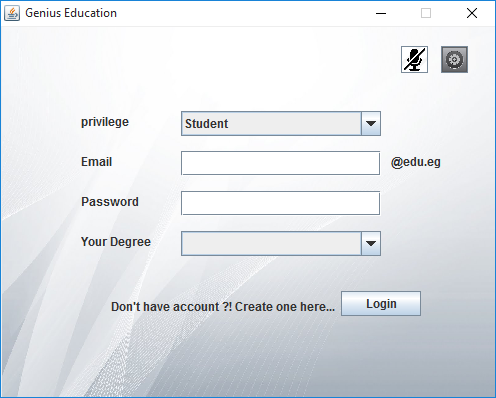 Genius Education
privilege Student
Email @edu.eg
Password
Your Degree
Don't have account ?! Create one here... Login